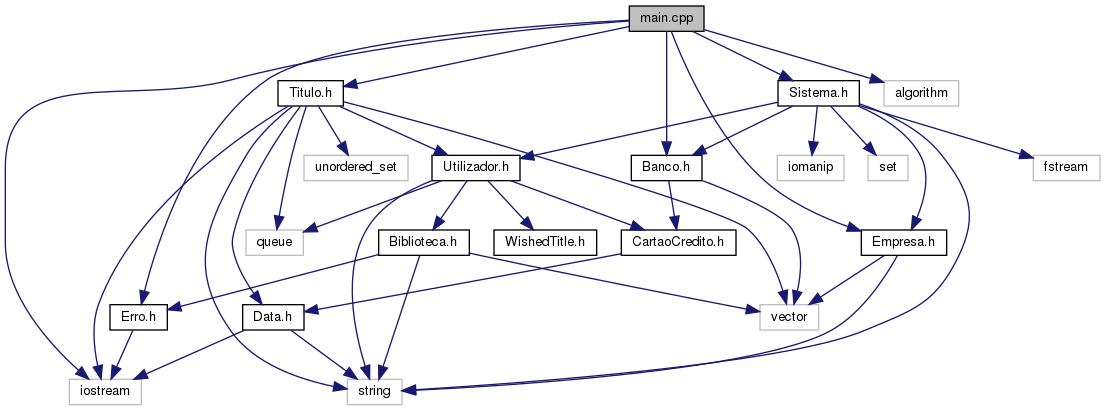 main.cpp
Titulo.h
Sistema.h
algorithm
unordered_set
Utilizador.h
Banco.h
iomanip
set
fstream
queue
Biblioteca.h
WishedTitle.h
CartaoCredito.h
Empresa.h
Erro.h
Data.h
vector
iostream
string